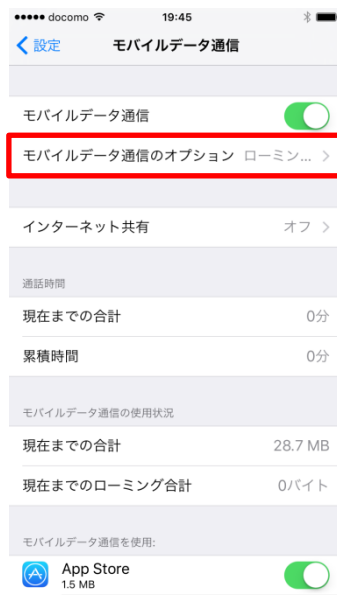 docomo 19:45
設定 モバイルデータ通信
モバイルデータ通信
モバイルデータ通信のオプション ローミン...
インターネット共有 オフ
通話時間
現在までの合計 0分
累積時間 0分
モバイルデータ通信の使用状況
現在までの合計 28.7 MB
現在までのローミング合計 0バイト
モバイルデータ通信を使用:
App Store
1.5 MB